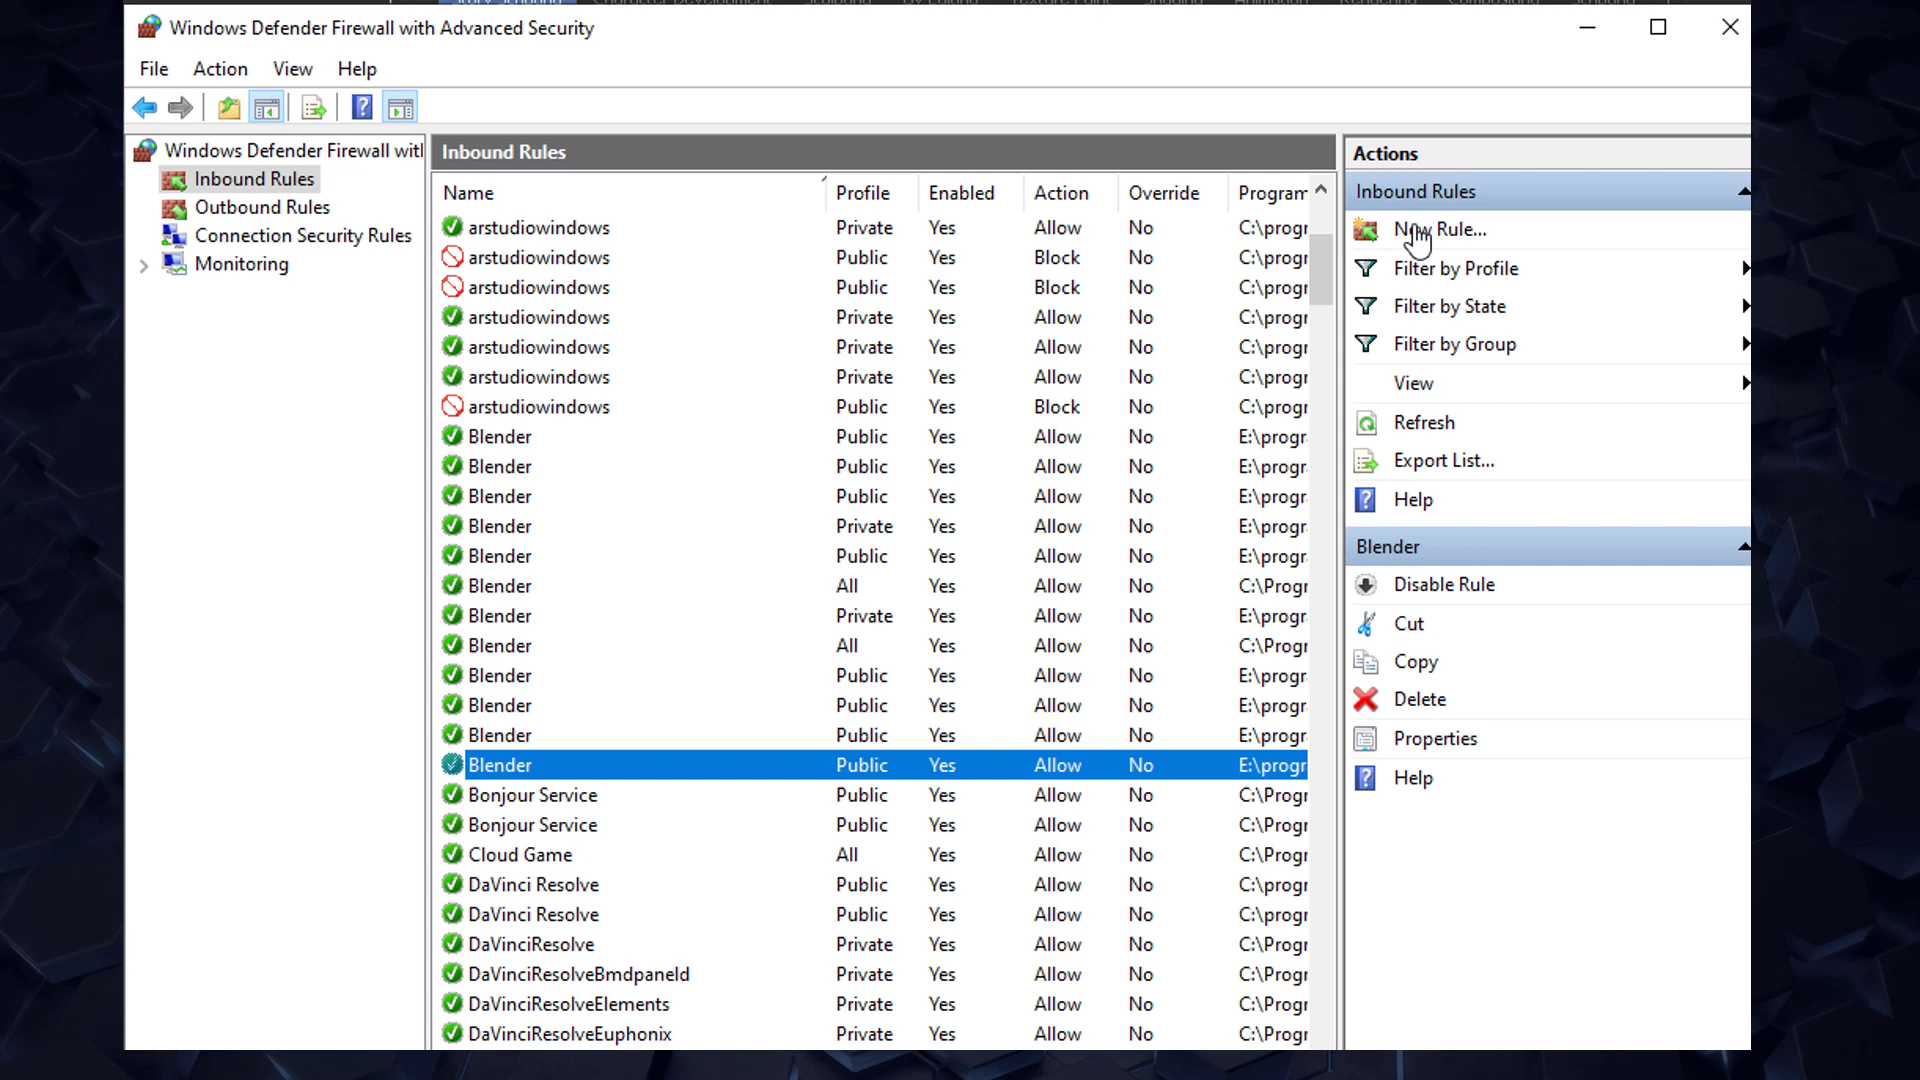 Windows Defender Firewall with Advanced Security
File Action View Help
Windows Defender Firewall wit
Inbound Rules
Outbound Rules
Connection Security Rules
Monitoring
Inbound Rules
Name Profile Enabled Action Override Program
arstudiowindows Private Yes Allow No C:\progr
arstudiowindows Public Yes Block No C:\progr
arstudiowindows Public Yes Block No C:\progr
arstudiowindows Private Yes Allow No C:\progr
arstudiowindows Private Yes Allow No C:\progr
arstudiowindows Private Yes Allow No C:\progr
arstudiowindows Public Yes Block No C:\progr
Blender Public Yes Allow No E:\progr
Blender Public Yes Allow No E:\progr
Blender Public Yes Allow No E:\progr
Blender Private Yes Allow No E:\progr
Blender Public Yes Allow No E:\progr
Blender All Yes Allow No C:\Progr
Blender Private Yes Allow No E:\progr
Blender All Yes Allow No C:\Progr
Blender Public Yes Allow No E:\progr
Blender Public Yes Allow No E:\progr
Blender Public Yes Allow No E:\progr
Blender Public Yes Allow No E:\progr
Bonjour Service Public Yes Allow No C:\Progr
Bonjour Service Public Yes Allow No C:\Progr
Cloud Game All Yes Allow No C:\Progr
DaVinci Resolve Public Yes Allow No C:\progr
DaVinci Resolve Public Yes Allow No C:\progr
DaVinciResolve Private Yes Allow No C:\Progr
DaVinciResolveBmdpaneld Private Yes Allow No C:\Progr
DaVinciResolveElements Private Yes Allow No C:\Progr
DaVinciResolveEuphonix Private Yes Allow No C:\Progr
Actions
Inbound Rules
New Rule...
Filter by Profile
Filter by State
Filter by Group
View
Refresh
Export List...
Help
Blender
Disable Rule
Cut
Copy
Delete
Properties
Help